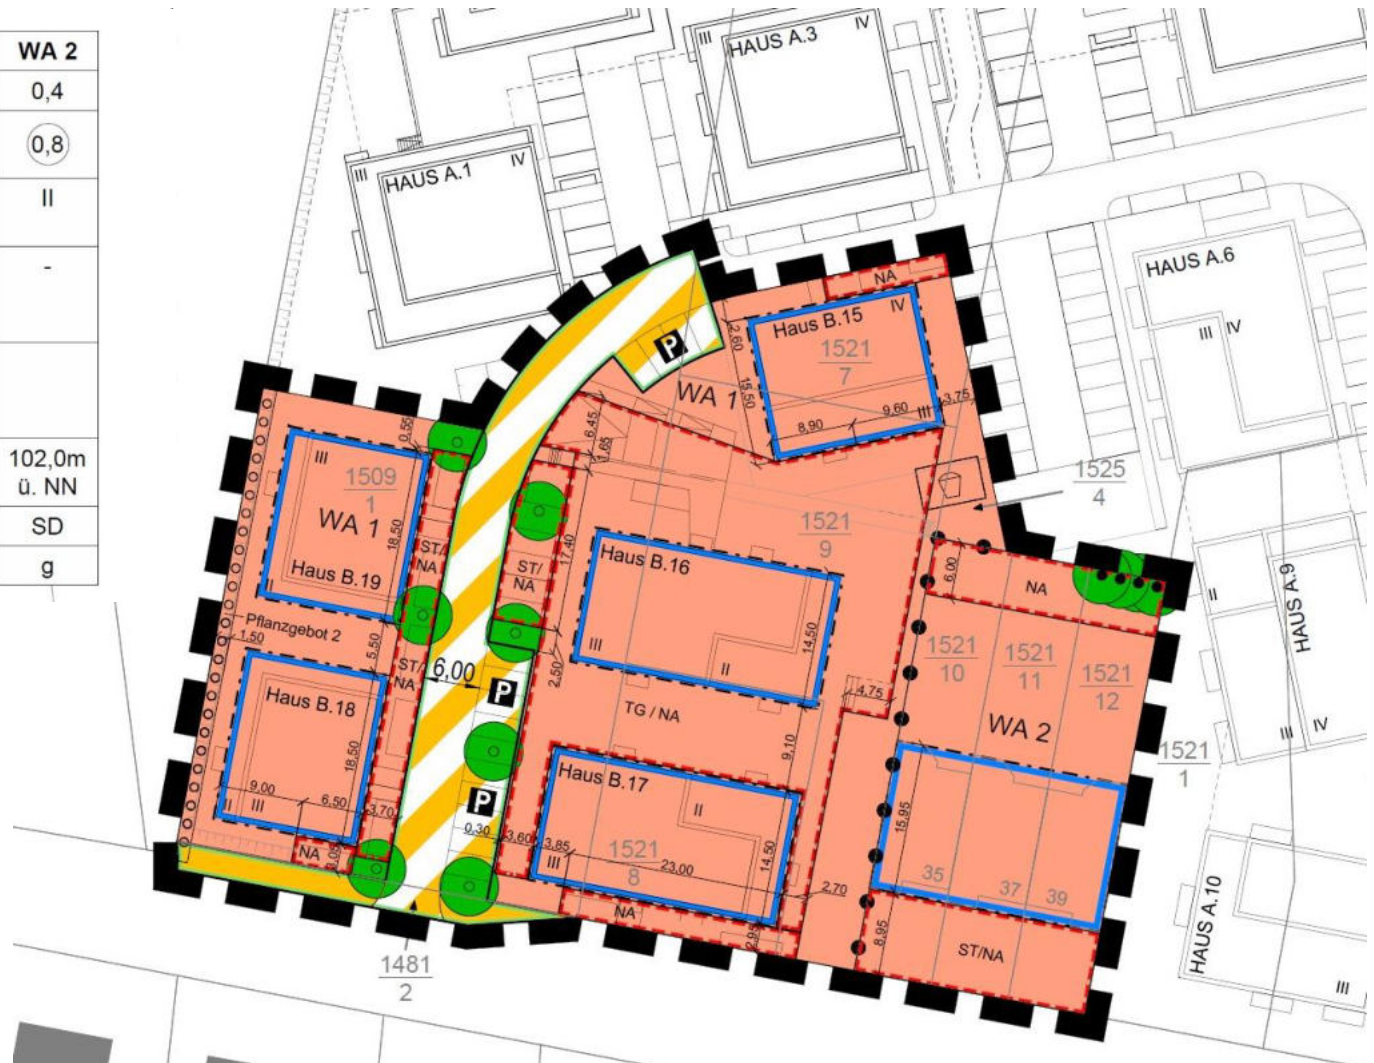 WA 2
0,4
0,8
II
-
102,0m
ü. NN
SD
g
HAUS A.3
III
IV
HAUS A.1
III
IV
HAUS A.6
III
IV
NA
Haus B.15
IV
1521
7
2,60
15,50
WA 1
8,90
9,60
III
3,75
P
0,55
6,45
1,65
III
1509
1
WA 1
18,50
Haus B.19
II
ST/
NA
ST/
NA
17,40
1521
9
1525
4
Haus B.16
III
II
14,50
6,00
NA
II
HAUS A.9
Pflanzgebot 2
1,50
5,50
ST/
NA
6,00
2,50
P
1521
10
1521
11
1521
12
WA 2
4,75
TG / NA
9,10
III
IV
1521
1
Haus B.18
18,50
9,00
6,50
3,70
II
III
NA
3,05
P
0,30
3,60
3,85
Haus B.17
II
III
1521
8
23,00
14,50
2,70
NA
2,95
15,95
35
37
39
8,95
ST/NA
HAUS A.10
III
1481
2